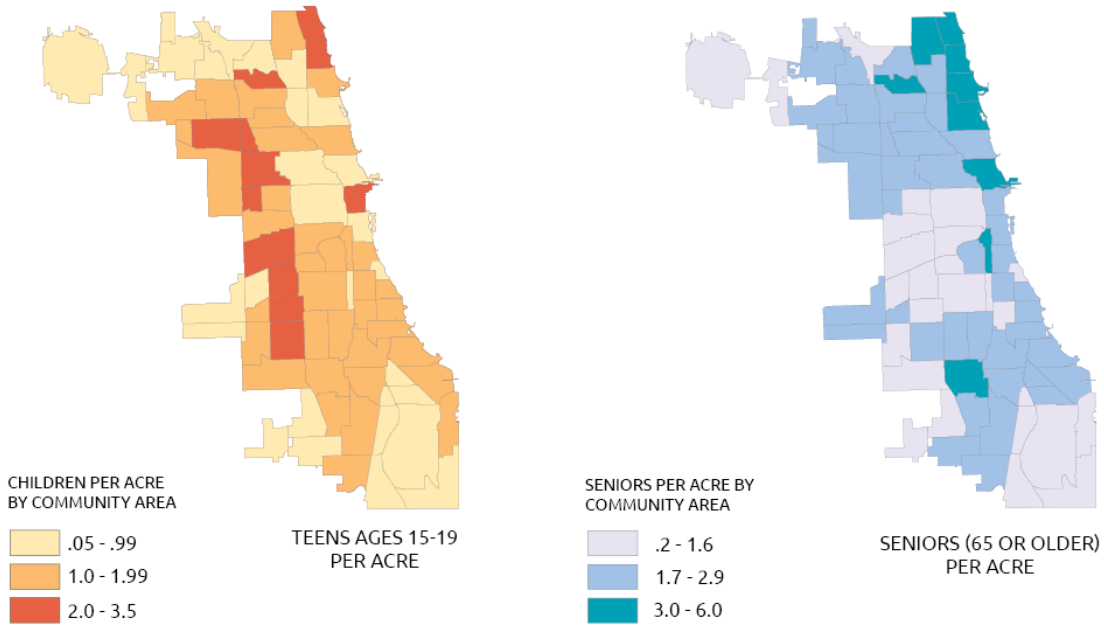 CHILDREN PER ACRE
BY COMMUNITY AREA
.05 - .99
1.0 - 1.99
2.0 - 3.5
TEENS AGES 15-19
PER ACRE
SENIORS PER ACRE BY
COMMUNITY AREA
.2 - 1.6
1.7 - 2.9
3.0 - 6.0
SENIORS (65 OR OLDER)
PER ACRE